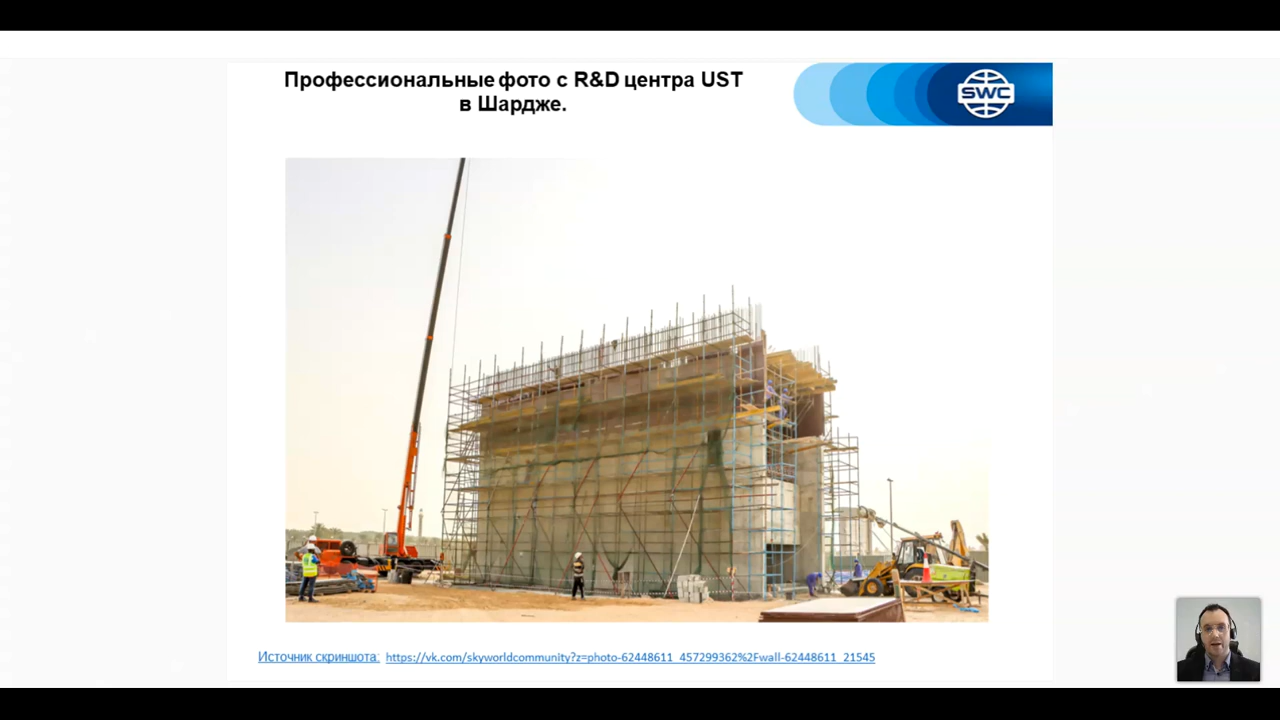 Профессиональные фото с R&D центра UST
в Шардже.
SWC
Источник скриншота: https://vk.com/skyworldcommunity?z=photo-62448611_457299362%2Fwall-62448611_21545